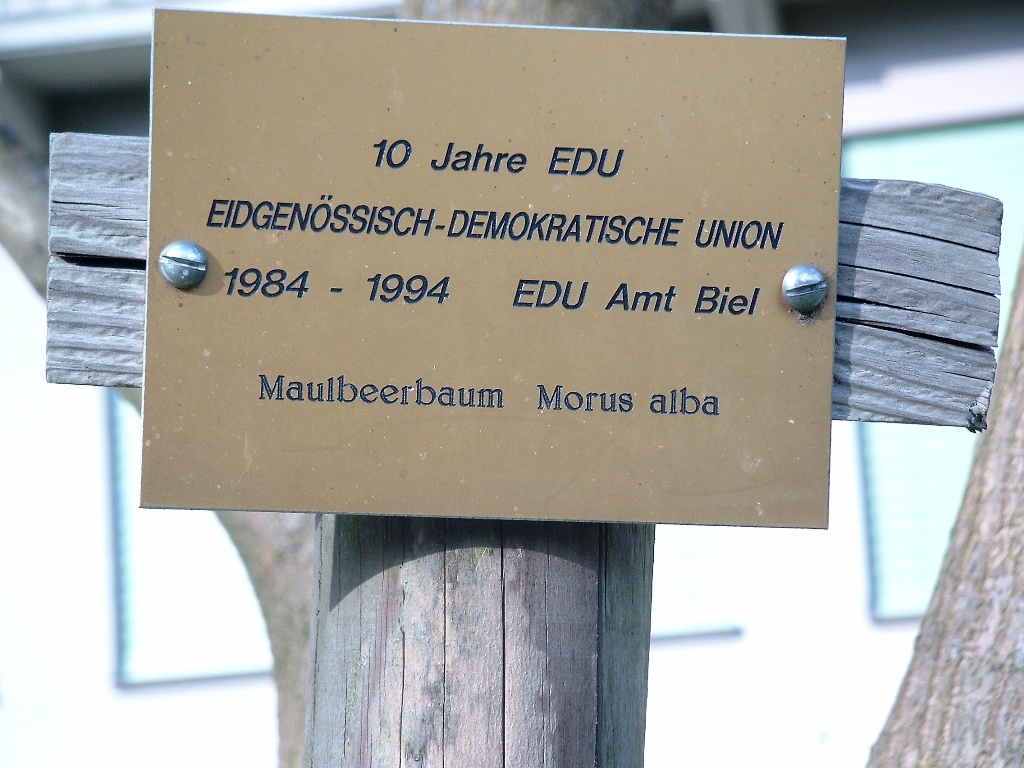 10 Jahre EDU
EIDGENÖSSISCH-DEMOKRATISCHE UNION
1984 - 1994 EDU Amt Biel
Maulbeerbaum Morus alba